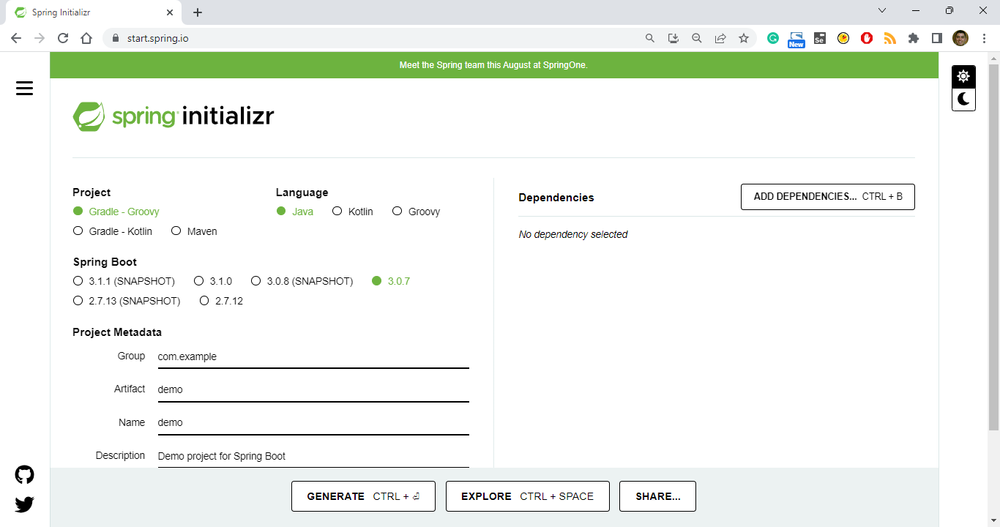 Spring Initializr
start.spring.io
New
Se
Meet the Spring team this August at SpringOne.
spring initializr
Project
Gradle - Groovy
Gradle - Kotlin Maven
Language
Java Kotlin Groovy
Spring Boot
3.1.1 (SNAPSHOT) 3.1.0 3.0.8 (SNAPSHOT) 3.0.7
2.7.13 (SNAPSHOT) 2.7.12
Project Metadata
Group com.example
Artifact demo
Name demo
Description Demo project for Spring Boot
Dependencies
ADD DEPENDENCIES... CTRL + B
No dependency selected
GENERATE CTRL + ⏎
EXPLORE CTRL + SPACE
SHARE...